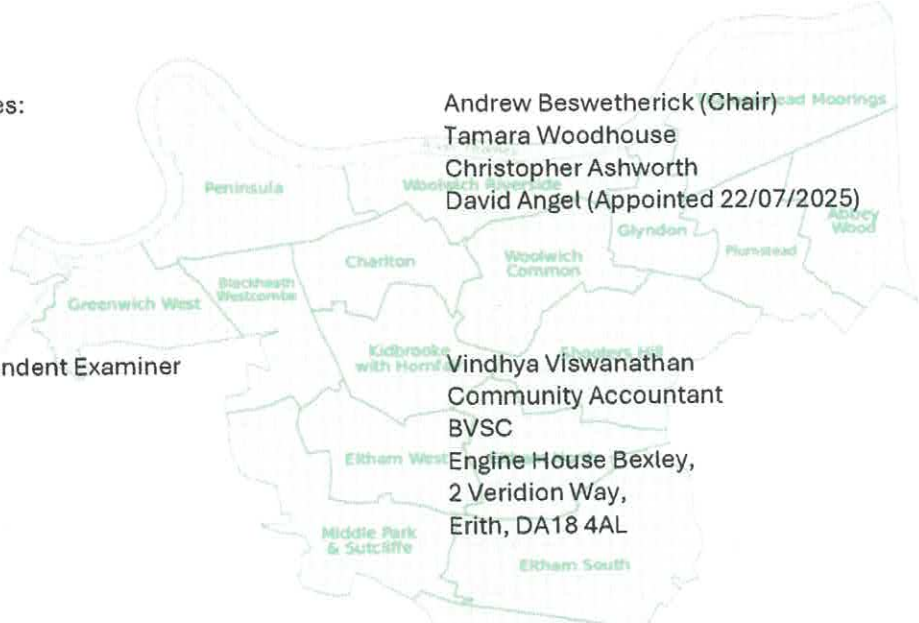 es:
Andrew Beswetherick (Chair)
Tamara Woodhouse
Christopher Ashworth
David Angel (Appointed 22/07/2025)
ndent Examiner
Vindhya Viswanathan
Community Accountant
BVSC
Engine House Bexley,
2 Veridion Way,
Erith, DA18 4AL
Moorings
Peninsula
Woolwich Riverside
Abbey
Wood
Glyndon
Plumstead
Charlton
Woolwich
Common
Blackheath
Westcombe
Greenwich West
Kidbrooke
with Hornfa
Shooters Hill
Eltham West
Middle Park
& Sutcliffe
Eltham South